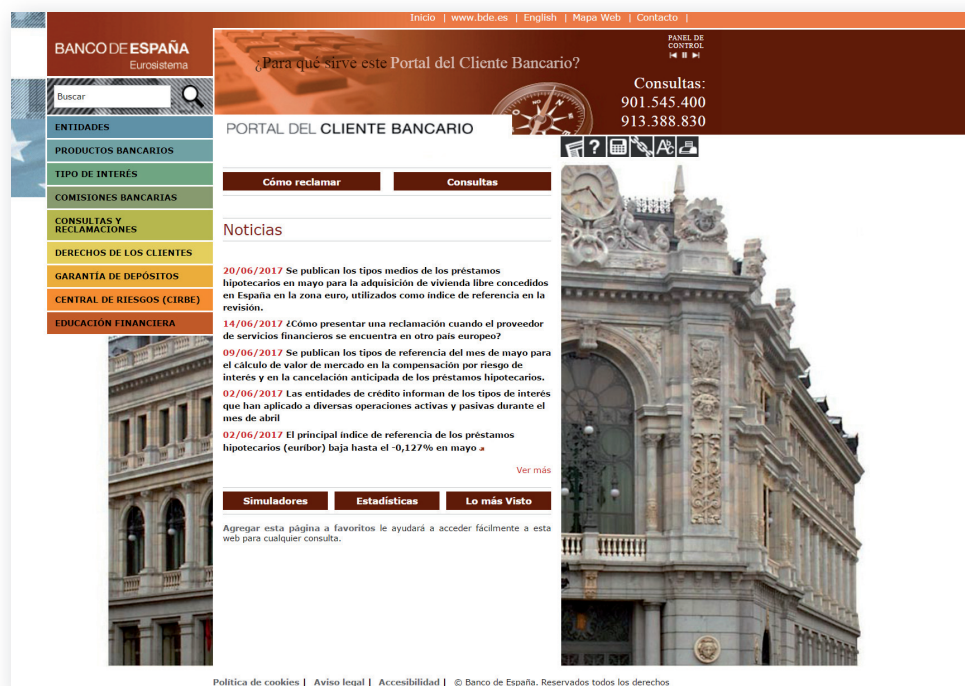 Inicio | www.bde.es | English | Mapa Web | Contacto |
BANCO DE ESPAÑA
Eurosistema
¿Para qué sirve este Portal del Cliente Bancario?
PANEL DE
CONTROL
Consultas:
901.545.400
913.388.830
Buscar
PORTAL DEL CLIENTE BANCARIO
ENTIDADES
PRODUCTOS BANCARIOS
TIPO DE INTERÉS
COMISIONES BANCARIAS
CONSULTAS Y
RECLAMACIONES
DERECHOS DE LOS CLIENTES
GARANTÍA DE DEPÓSITOS
CENTRAL DE RIESGOS (CIRBE)
EDUCACIÓN FINANCIERA
Cómo reclamar
Consultas
Noticias
20/06/2017 Se publican los tipos medios de los préstamos
hipotecarios en mayo para la adquisición de vivienda libre concedidos
en España en la zona euro, utilizados como índice de referencia en la
revisión.
14/06/2017 ¿Cómo presentar una reclamación cuando el proveedor
de servicios financieros se encuentra en otro país europeo?
09/06/2017 Se publican los tipos de referencia del mes de mayo para
el cálculo de valor de mercado en la compensación por riesgo de
interés y en la cancelación anticipada de los préstamos hipotecarios.
02/06/2017 Las entidades de crédito informan de los tipos de interés
que han aplicado a diversas operaciones activas y pasivas durante el
mes de abril
02/06/2017 El principal índice de referencia de los préstamos
hipotecarios (euríbor) baja hasta el -0,127% en mayo
Ver más
Simuladores
Estadísticas
Lo más Visto
Agregar esta página a favoritos le ayudará a acceder fácilmente a esta
web para cualquier consulta.
Política de cookies | Aviso legal | Accesibilidad | © Banco de España. Reservados todos los derechos